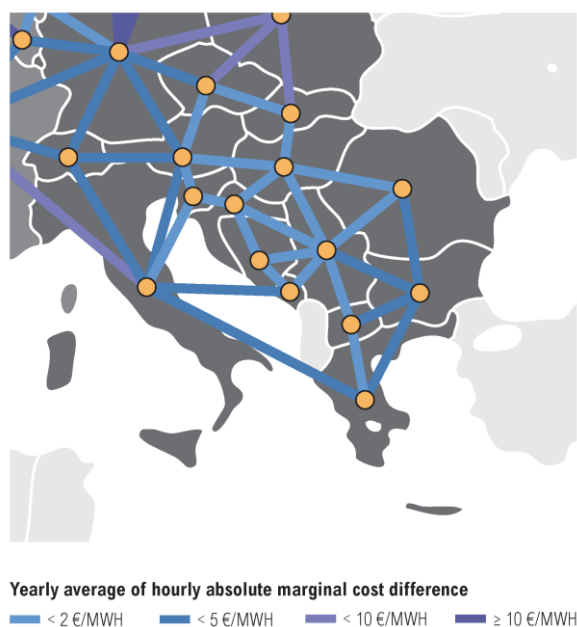 Yearly average of hourly absolute marginal cost difference
< 2 €/MWH < 5 €/MWH < 10 €/MWH ≥ 10 €/MWH